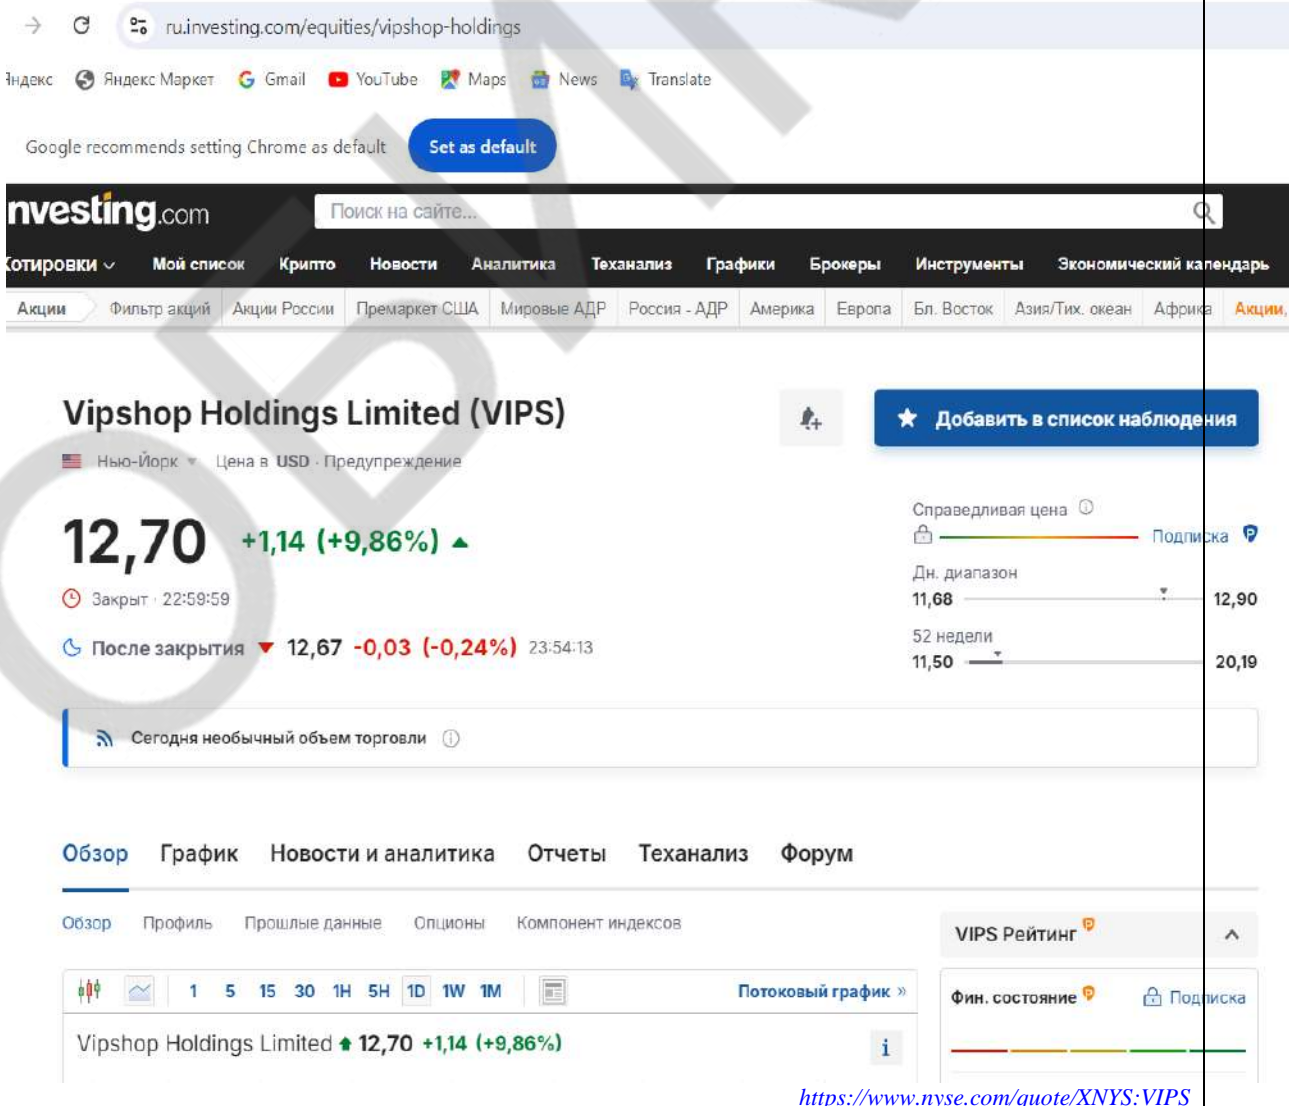 ru.investing.com/equities/vipshop-holdings
Яндекс Маркет Gmail YouTube Maps News Translate
Google recommends setting Chrome as default Set as default
nvesting.com Поиск на сайте...
Котировки Мой список Крипто Новости Аналитика Теханализ Графики Брокеры Инструменты Экономический календарь
Акции Фильтр акций Акции России Премаркет США Мировые АДР Россия - АДР Америка Европа Бл. Восток Азия/Тих. океан Африка Акции,
Vipshop Holdings Limited (VIPS)
Добавить в список наблюдения
Нью-Йорк Цена в USD · Предупреждение
12,70 +1,14 (+9,86%)
Справедливая цена
Подписка
Закрыт · 22:59:59
Дн. диапазон
11,68 12,90
После закрытия 12,67 -0,03 (-0,24%) 23:54:13
52 недели
11,50 20,19
Сегодня необычный объем торговли
Обзор График Новости и аналитика Отчеты Теханализ Форум
Обзор Профиль Прошлые данные Опционы Компонент индексов
VIPS Рейтинг
1 5 15 30 1H 5H 1D 1W 1M Потоковый график »
Фин. состояние Подписка
Vipshop Holdings Limited 12,70 +1,14 (+9,86%)
https://www.nyse.com/quote/XNYS:VIPS